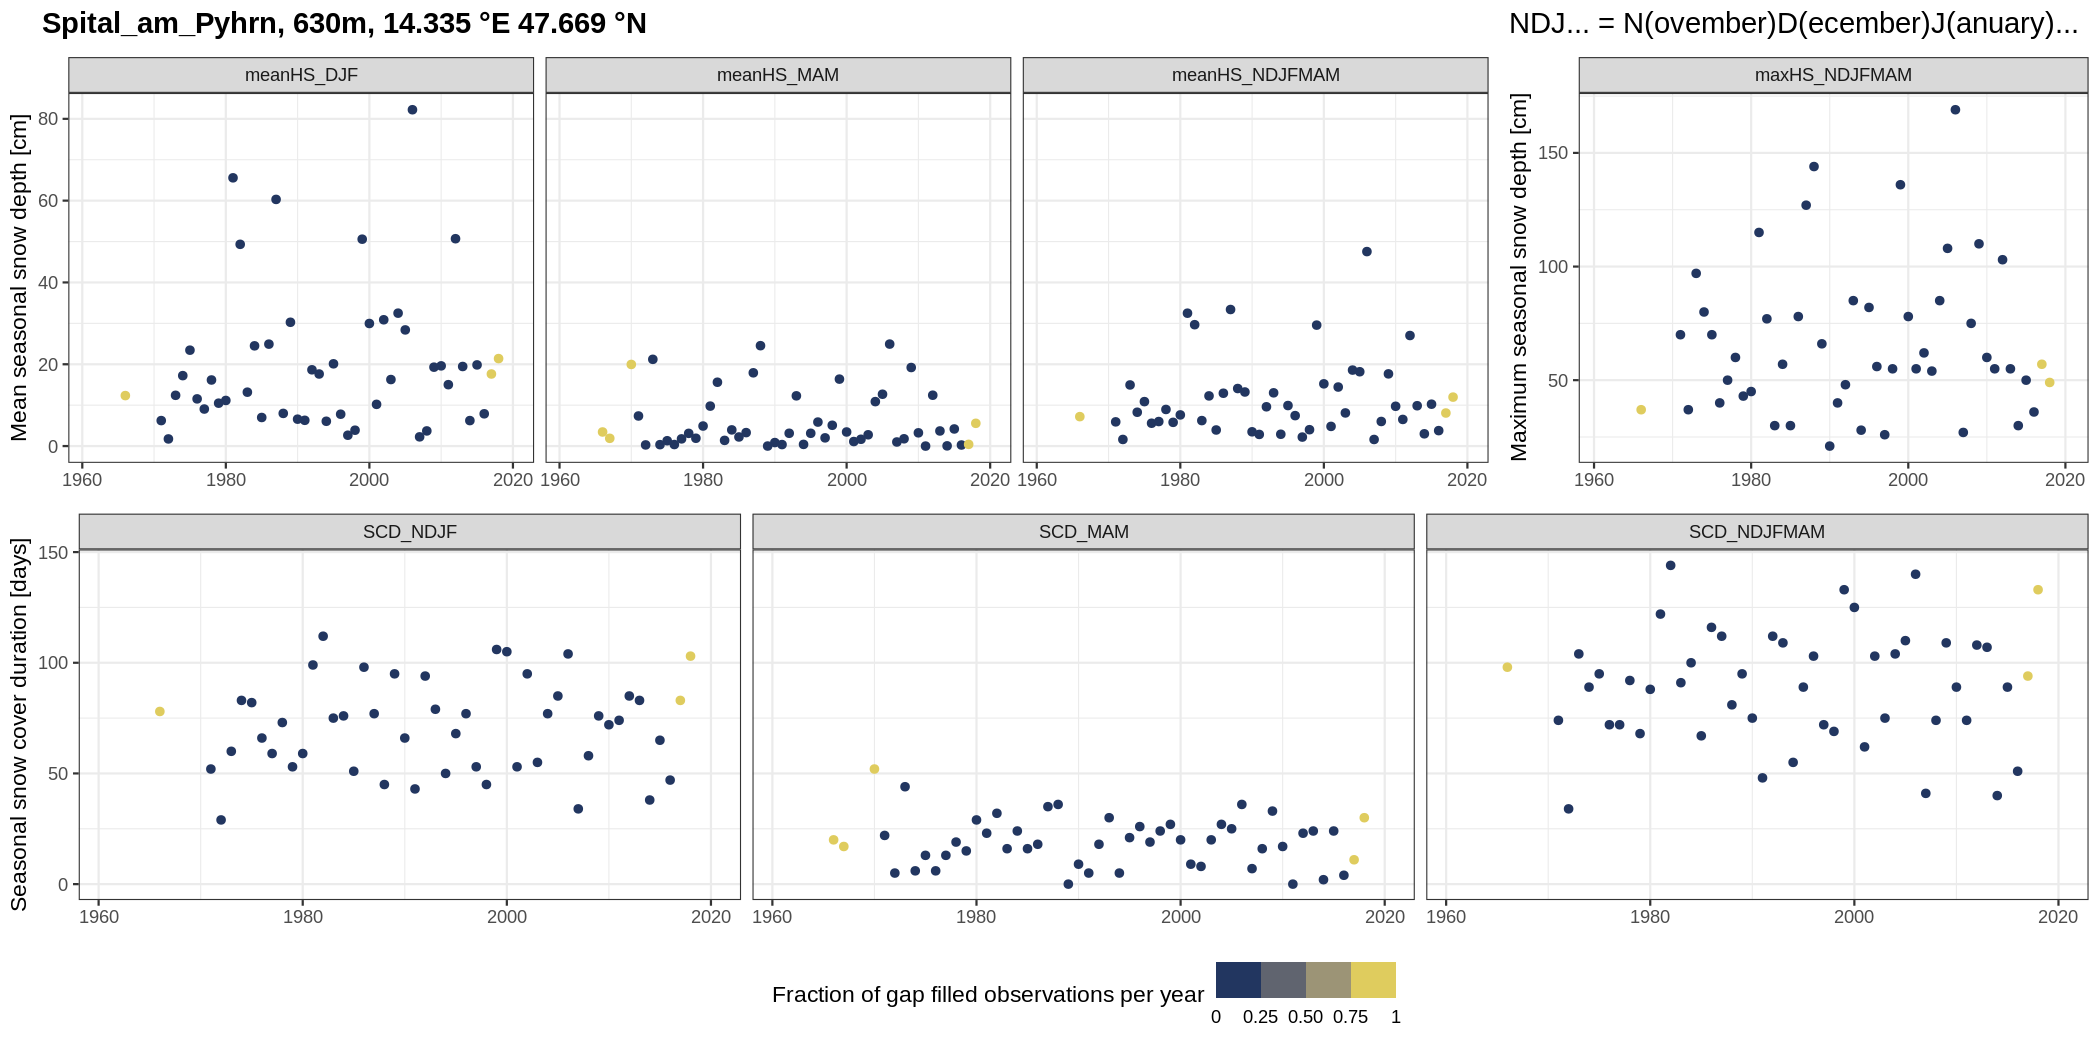 Spital_am_Pyhrn, 630m, 14.335 °E 47.669 °N
NDJ... = N(ovember)D(ecember)J(anuary)...
meanHS_DJF
meanHS_MAM
meanHS_NDJFMAM
maxHS_NDJFMAM
Mean seasonal snow depth [cm]
80
60
40
20
0
1960 1980 2000 2020
1960 1980 2000 2020
1960 1980 2000 2020
Maximum seasonal snow depth [cm]
150
100
50
1960 1980 2000 2020
SCD_NDJF
SCD_MAM
SCD_NDJFMAM
Seasonal snow cover duration [days]
150
100
50
0
1960 1980 2000 2020
1960 1980 2000 2020
1960 1980 2000 2020
Fraction of gap filled observations per year
0 0.25 0.50 0.75 1